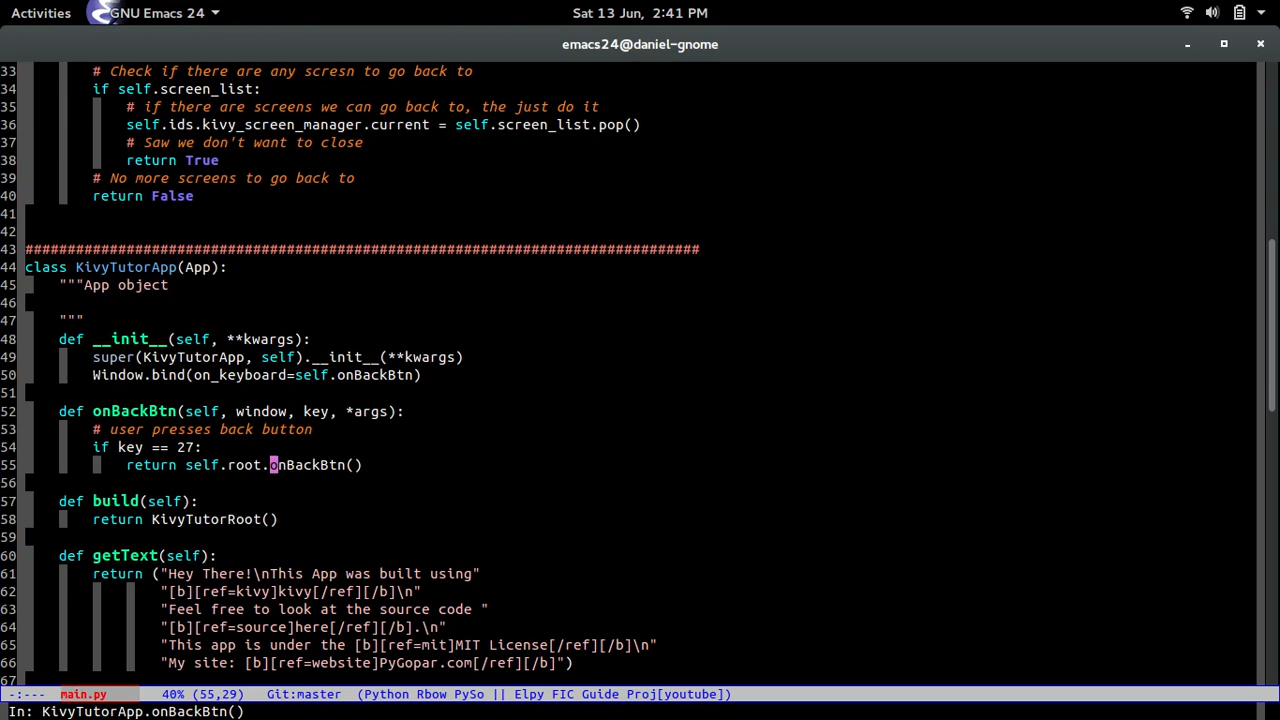 Activities GNU Emacs 24 Sat 13 Jun, 2:41 PM
emacs24@daniel-gnome
33 # Check if there are any scresn to go back to
34 if self.screen_list:
35 # if there are screens we can go back to, the just do it
36 self.ids.kivy_screen_manager.current = self.screen_list.pop()
37 # Saw we don't want to close
38 return True
39 # No more screens to go back to
40 return False
41
42
43 ################################################################################
44 class KivyTutorApp(App):
45 """App object
46
47 """
48 def __init__(self, **kwargs):
49 super(KivyTutorApp, self).__init__(**kwargs)
50 Window.bind(on_keyboard=self.onBackBtn)
51
52 def onBackBtn(self, window, key, *args):
53 # user presses back button
54 if key == 27:
55 return self.root.onBackBtn()
56
57 def build(self):
58 return KivyTutorRoot()
59
60 def getText(self):
61 return ("Hey There!\nThis App was built using"
62 "[b][ref=kivy]kivy[/ref][/b]\n"
63 "Feel free to look at the source code "
64 "[b][ref=source]here[/ref][/b].\n"
65 "This app is under the [b][ref=mit]MIT License[/ref][/b]\n"
66 "My site: [b][ref=website]PyGopar.com[/ref][/b]")
67
-:--- main.py 40% (55,29) Git:master (Python Rbow PySo || Elpy FIC Guide Proj[youtube])
In: KivyTutorApp.onBackBtn()